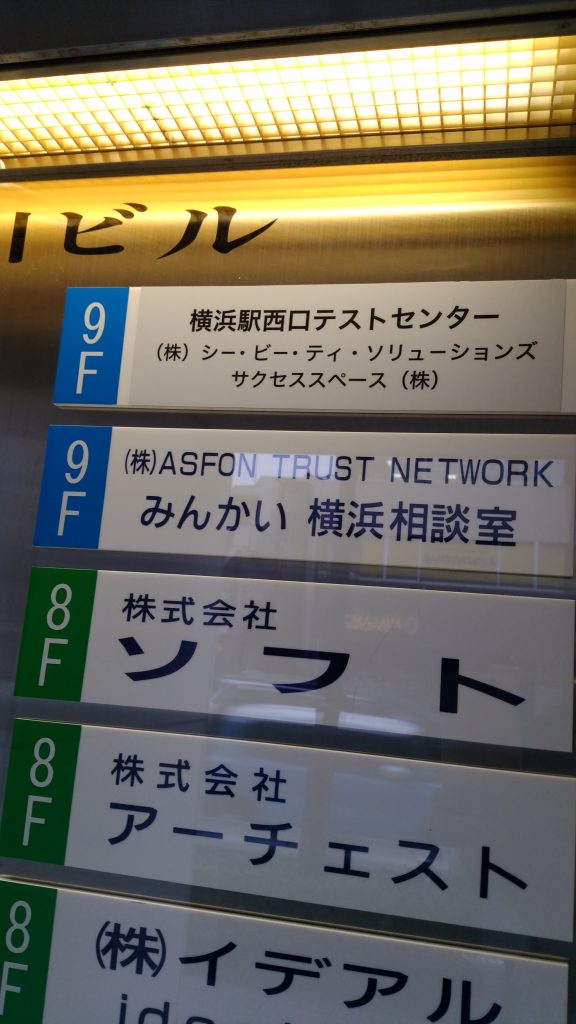 ビル
9F
横浜駅西口テストセンター
（株）シー・ビー・ティ・ソリューションズ
サクセススペース（株）
9F
(株)ASFON TRUST NETWORK
みんかい 横浜相談室
8F
株式会社
ソフト
8F
株式会社
アーチェスト
8F
(株)イデアル